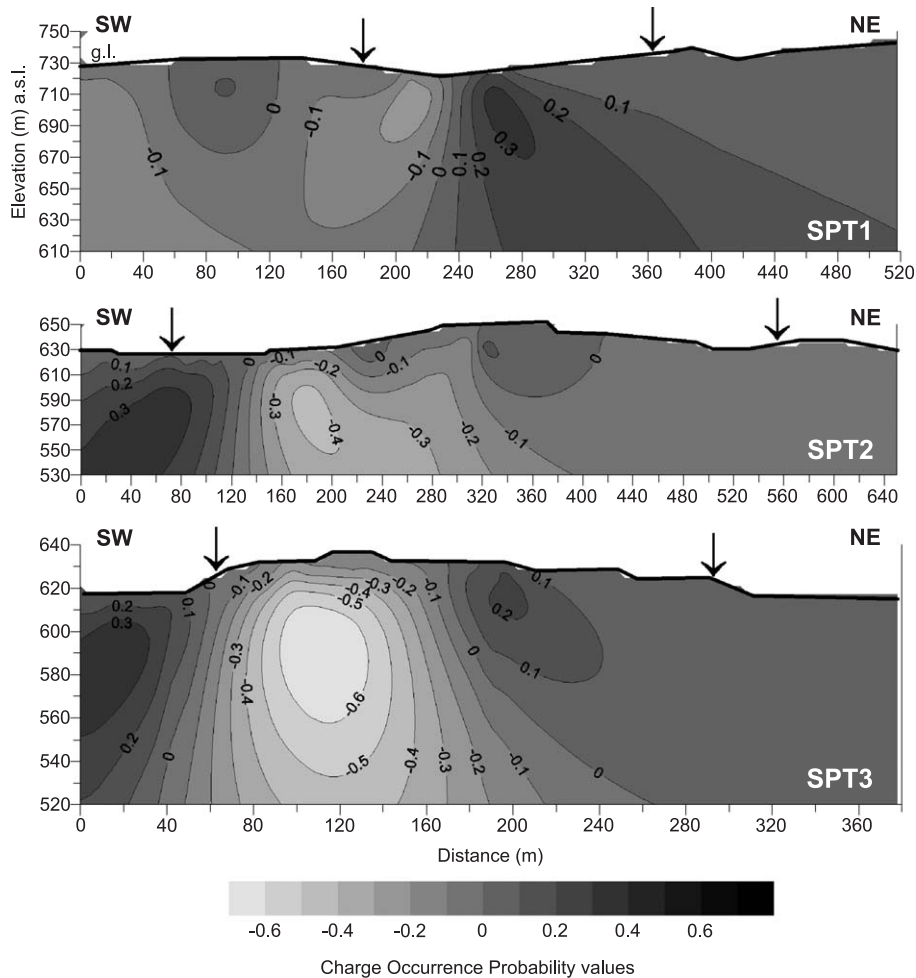 SW NE
g.l.
Elevation (m) a.s.l.
750
730
710
690
670
650
630
610
-0.1 0 -0.1 -0.1 0 0.1 0.2 0.3 0.2 0.1
SPT1
0 40 80 120 160 200 240 280 320 360 400 440 480 520
SW NE
650
630
610
590
570
550
530
0.1 0.2 0.3 0 -0.1 -0.2 -0.3 -0.4 0 -0.1 -0.3 -0.2 -0.1 0
SPT2
0 40 80 120 160 200 240 280 320 360 400 440 480 520 560 600 640
SW NE
640
620
600
580
560
540
520
0.2 0.3 0.1 0 -0.1 -0.2 -0.4 -0.3 -0.2 -0.1 -0.5 0.1 0.2
-0.3 -0.4 -0.6 0 0.1
0.2 0 -0.5 -0.4 -0.3 -0.2 -0.1 0
SPT3
0 40 80 120 160 200 240 280 320 360
Distance (m)
-0.6 -0.4 -0.2 0 0.2 0.4 0.6
Charge Occurrence Probability values